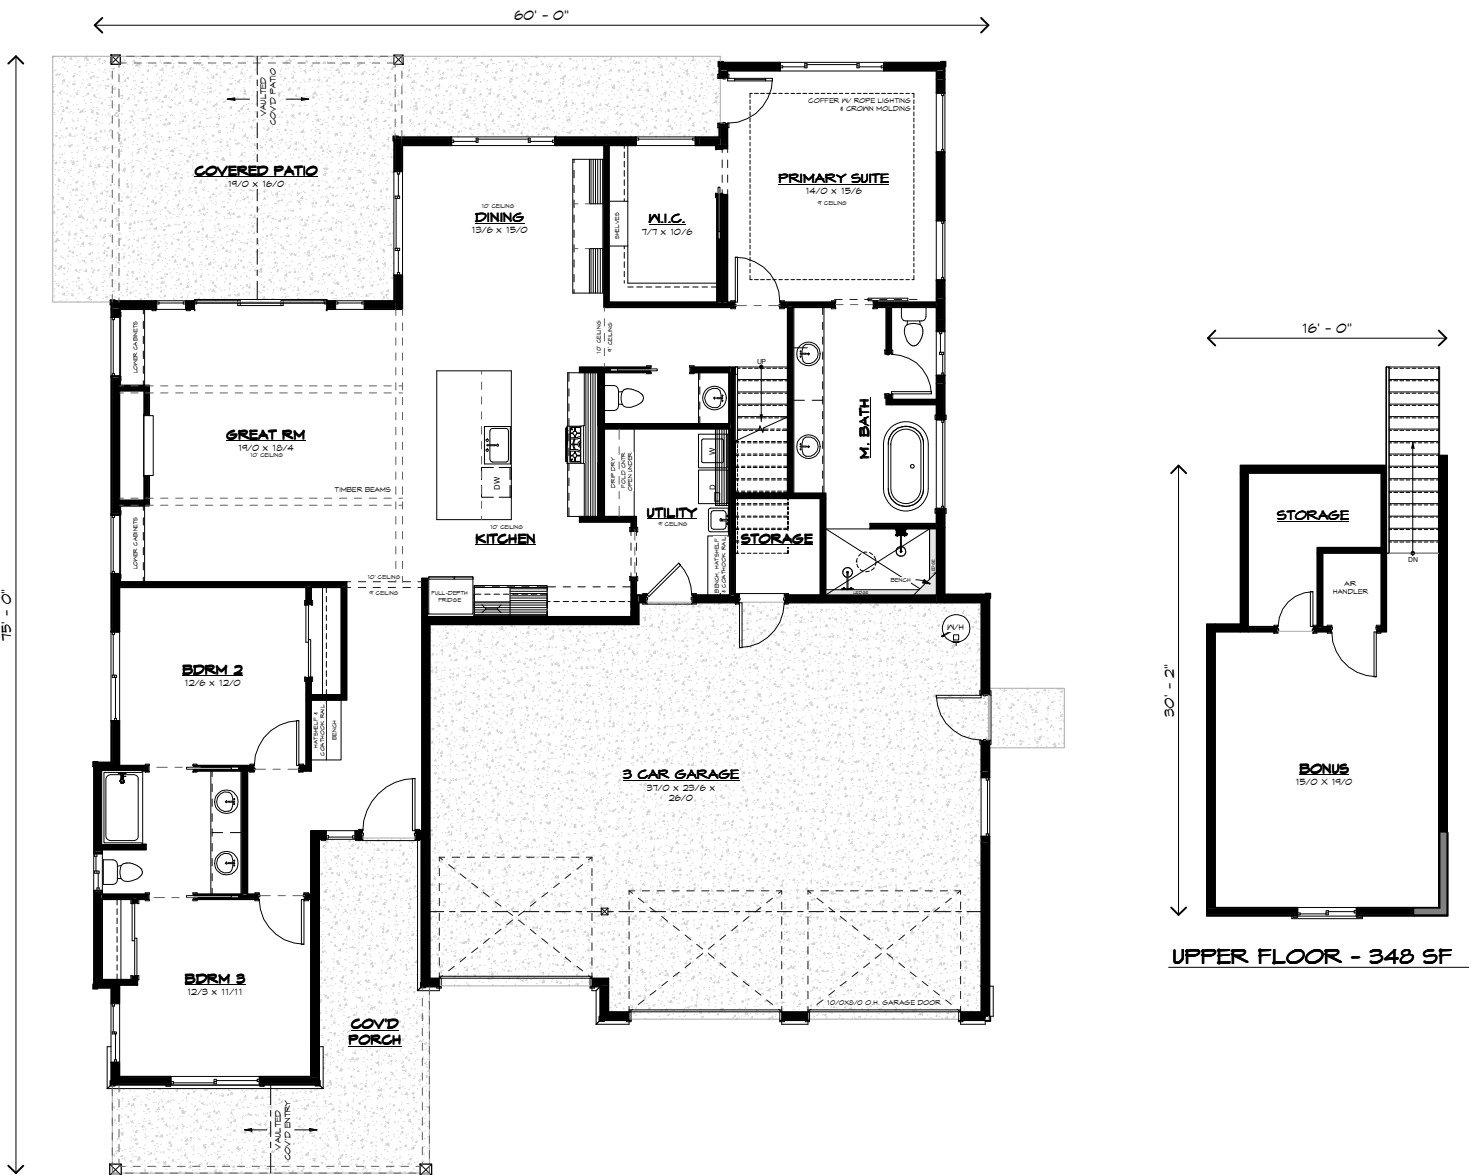 60' - 0"
75' - 0"
VAULTED
COV'D PATIO
COVERED PATIO
19/0 x 16/0
COFFER W/ ROPE LIGHTING
& CROWN MOLDING
PRIMARY SUITE
14/0 x 15/6
9' CEILING
10' CEILING
DINING
13/6 x 15/0
SHELVES
W.I.C.
7/7 x 10/6
LOWER CABINETS
10' CEILING
9' CEILING
UP
GREAT RM
19/0 x 18/4
10' CEILING
TIMBER BEAMS
LOWER CABINETS
DW
10' CEILING
KITCHEN
DRIP DRY
FOLD CNTR
OPEN UNDER
W
D
UTILITY
9' CEILING
BENCH, HATSHELF
& COATHOOK RAIL
STORAGE
M. BATH
BENCH
LEDGE
LEDGE
10' CEILING
9' CEILING
FULL-DEPTH
FRIDGE
BDRM 2
12/6 x 12/0
HATSHELF &
COATHOOK RAIL
BENCH
W/H
3 CAR GARAGE
37/0 x 23/6 x
26/0
10/0X8/0 O.H. GARAGE DOOR
BDRM 3
12/3 x 11/11
COV'D
PORCH
VAULTED
COV'D ENTRY
16' - 0"
30' - 2"
STORAGE
DN
AIR
HANDLER
BONUS
15/0 x 19/0
UPPER FLOOR - 348 SF